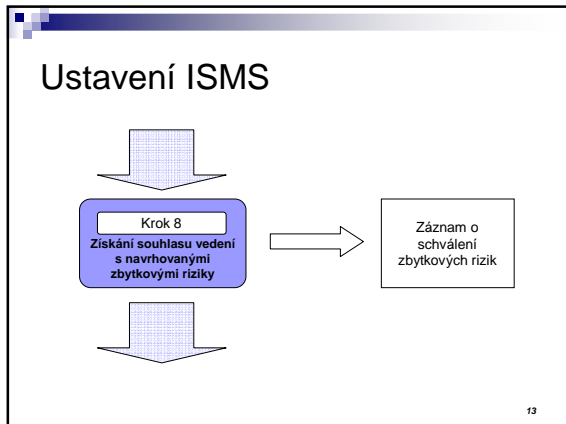 Ustavení ISMS
Krok 8
Získání souhlasu vedení
s navrhovanými
zbytkovými riziky
Záznam o
schválení
zbytkových rizik
13